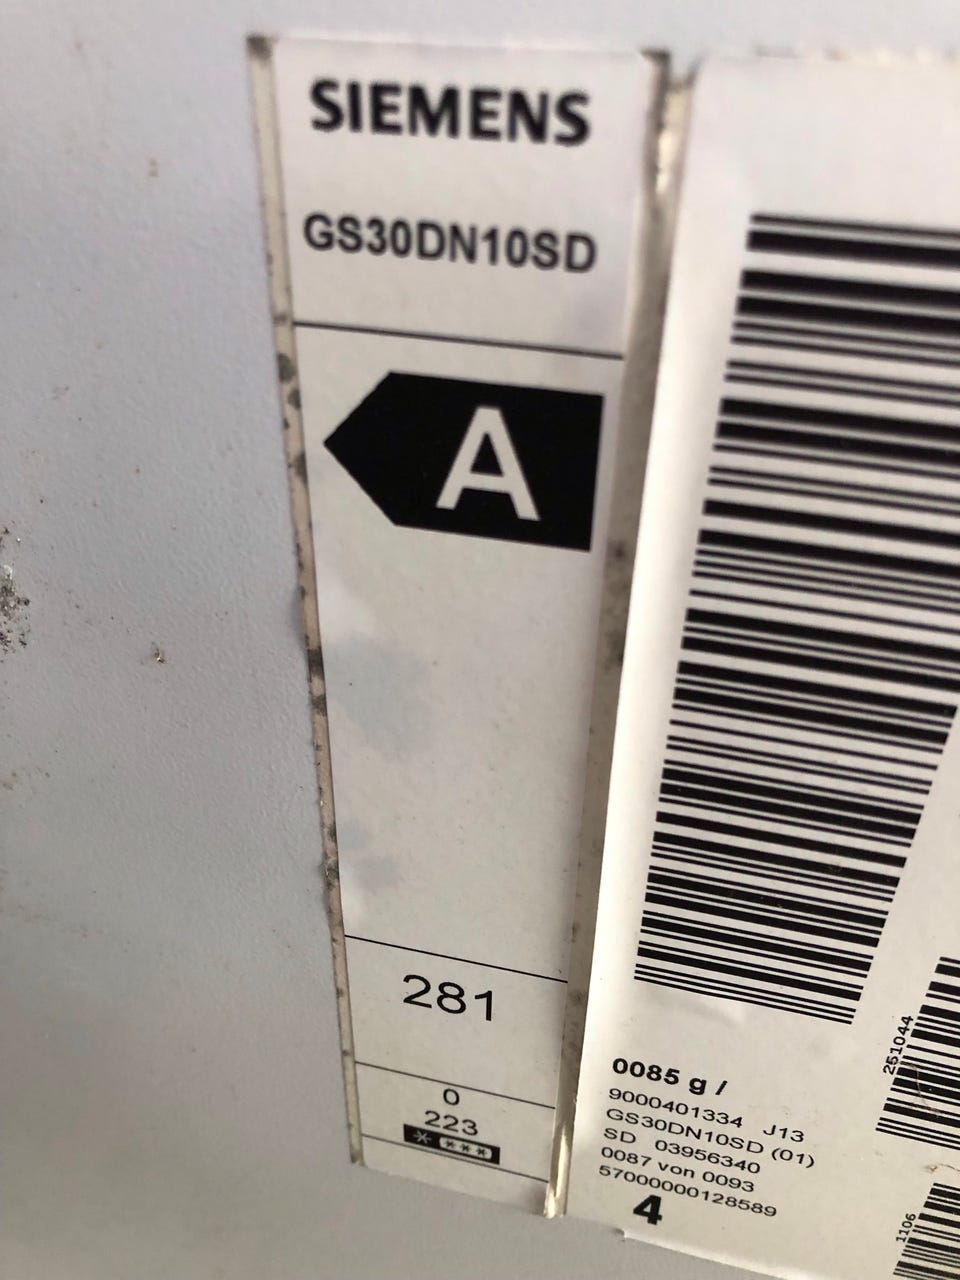 SIEMENS
GS30DN10SD
A
281
0
223
0085 g /
9000401334 J13
GS30DN10SD (01)
SD 03956340
0087 von 0093
57000000128589
4
251044
1106